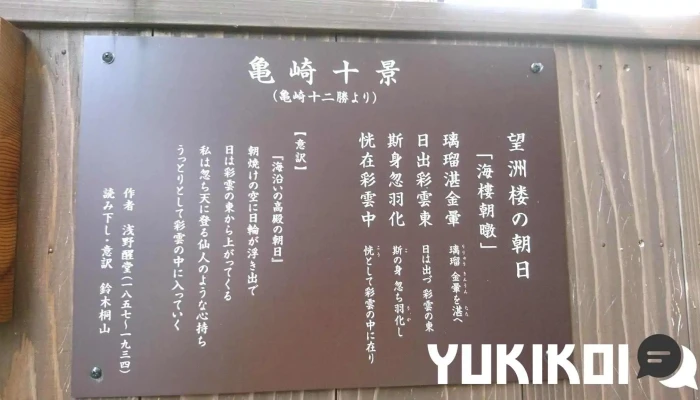 亀崎十景
(亀崎十二勝より)
望洲楼の朝日
「海樓朝暾」
璃瑠湛金暈 璃瑠 金暈を湛へ
日出彩雲東 日は出づ 彩雲の東
斯身忽羽化 斯の身 忽ち羽化し
恍在彩雲中 恍として彩雲の中に在り
【意訳】
『海沿いの高殿の朝日』
朝焼けの空に日輪が浮き出で
日は彩雲の東から上がってくる
私は忽ち天に登る仙人のような心持ち
うっとりとして彩雲の中に入っていく
作者 浅野醒堂(一八五七～一九三四)
読み下し・意訳 鈴木桐山
YUKIKOI